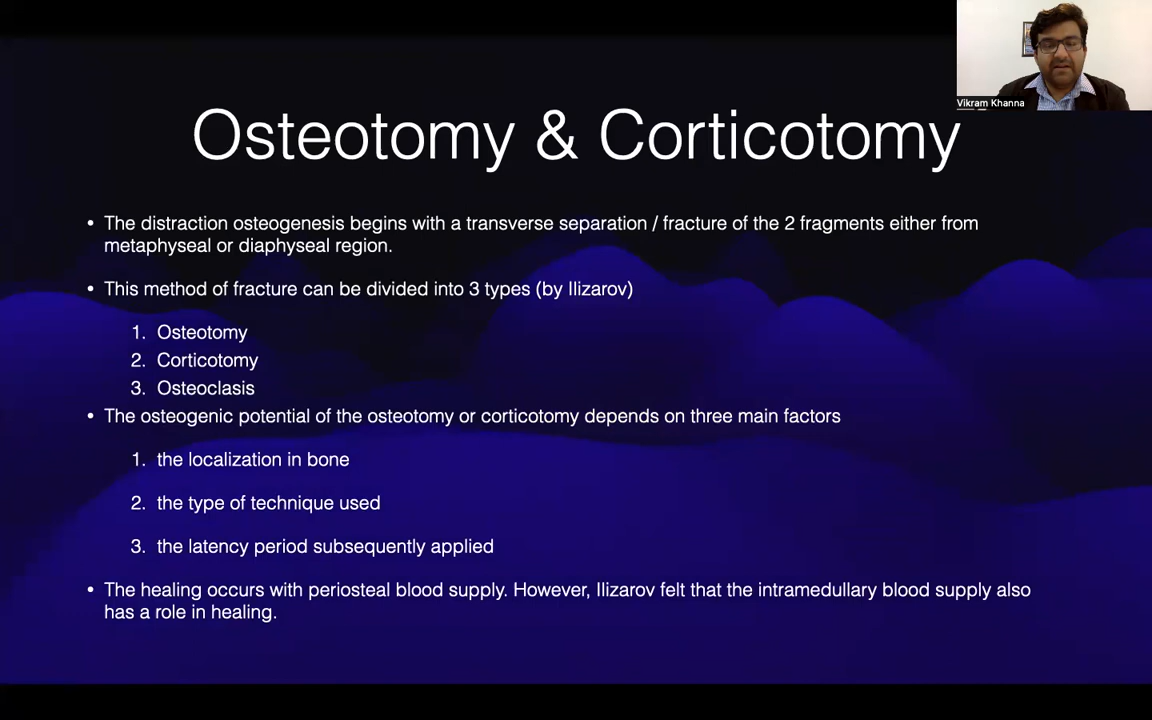 Vikram Khanna
Osteotomy & Corticotomy
• The distraction osteogenesis begins with a transverse separation / fracture of the 2 fragments either from
metaphyseal or diaphyseal region.
• This method of fracture can be divided into 3 types (by Ilizarov)
1. Osteotomy
2. Corticotomy
3. Osteoclasis
• The osteogenic potential of the osteotomy or corticotomy depends on three main factors
1. the localization in bone
2. the type of technique used
3. the latency period subsequently applied
• The healing occurs with periosteal blood supply. However, Ilizarov felt that the intramedullary blood supply also
has a role in healing.